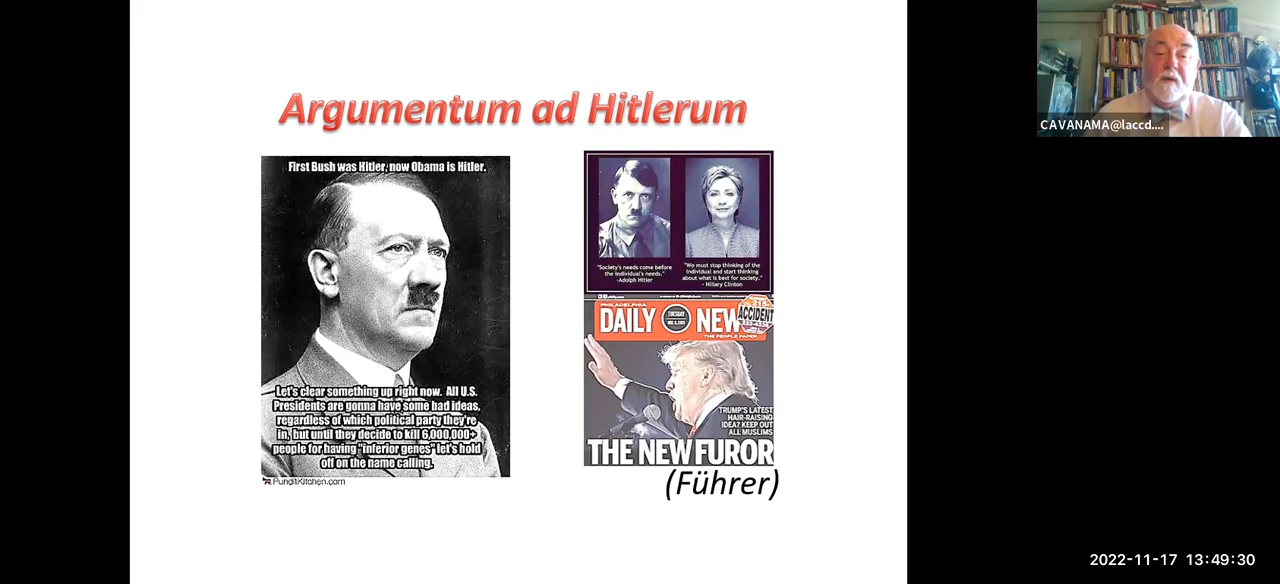 Argumentum ad Hitlerum
First Bush was Hitler, now Obama is Hitler.
Let's clear something up right now. All U.S.
Presidents are gonna have some bad ideas,
regardless of which political party they're
in, but until they decide to kill 6,000,000+
people for having "inferior genes" let's hold
off on the name calling.
PunditKitchen.com
"Society's needs come before
the individual's needs."
-Adolph Hitler
"We must stop thinking of the
individual and start thinking
about what is best for society."
- Hillary Clinton
PHILADELPHIA
DAILY NEW
TUESDAY
ACCIDENT
THE PEOPLE PAPER
TRUMP'S LATEST
HAIR-RAISING
IDEA? KEEP OUT
ALL MUSLIMS
THE NEW FUROR
(Führer)
CAVANAMA@laccd....
2022-11-17 13:49:30